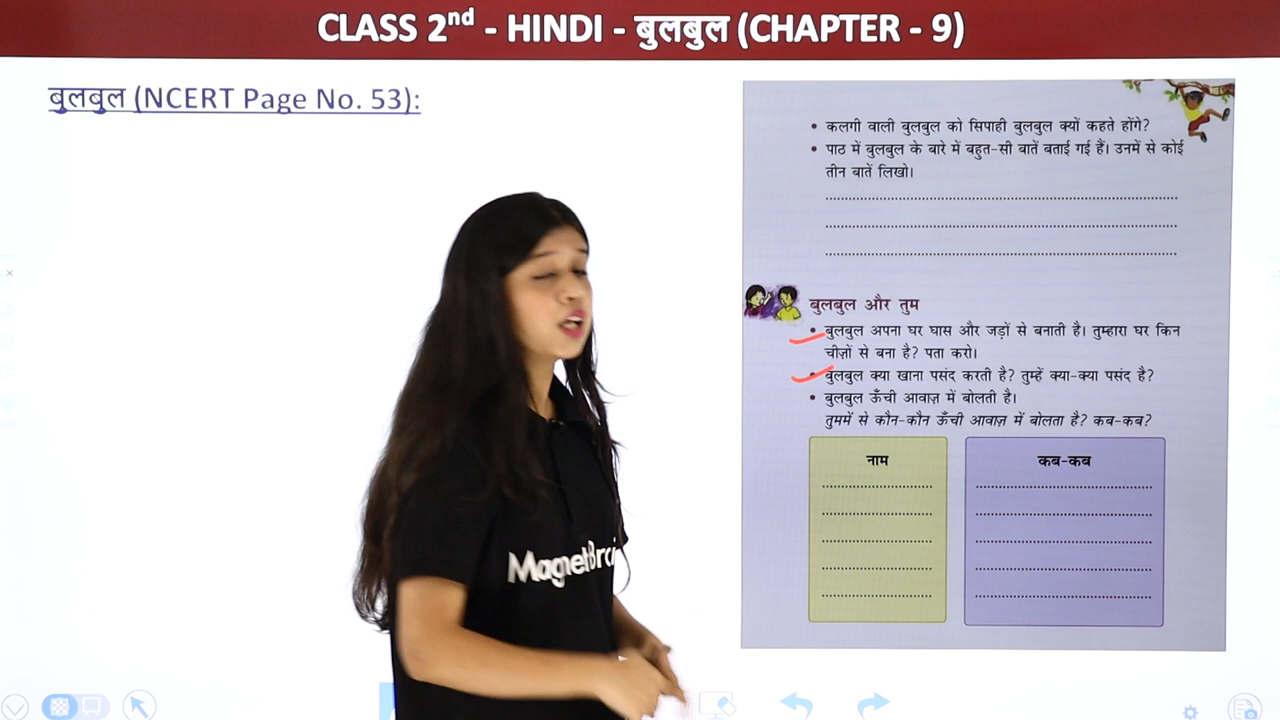 CLASS 2nd - HINDI - बुलबुल (CHAPTER - 9)
बुलबुल (NCERT Page No. 53):
• कलगी वाली बुलबुल को सिपाही बुलबुल क्यों कहते होंगे?
• पाठ में बुलबुल के बारे में बहुत-सी बातें बताई गई हैं। उनमें से कोई
तीन बातें लिखो।
बुलबुल और तुम
• बुलबुल अपना घर घास और जड़ों से बनाती है। तुम्हारा घर किन
चीज़ों से बना है? पता करो।
• बुलबुल क्या खाना पसंद करती है? तुम्हें क्या-क्या पसंद है?
• बुलबुल ऊँची आवाज़ में बोलती है।
तुममें से कौन-कौन ऊँची आवाज़ में बोलता है? कब-कब?
नाम
कब-कब
MagnetBrai